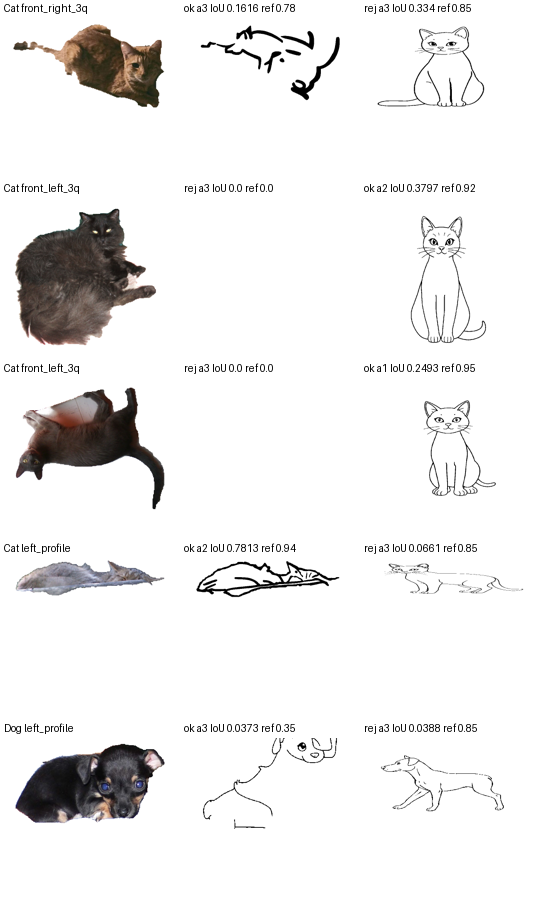 Cat front_right_3q
ok a3 IoU 0.1616 ref 0.78
rej a3 IoU 0.334 ref 0.85
Cat front_left_3q
rej a3 IoU 0.0 ref 0.0
ok a2 IoU 0.3797 ref 0.92
Cat front_left_3q
rej a3 IoU 0.0 ref 0.0
ok a1 IoU 0.2493 ref 0.95
Cat left_profile
ok a2 IoU 0.7813 ref 0.94
rej a3 IoU 0.0661 ref 0.85
Dog left_profile
ok a3 IoU 0.0373 ref 0.35
rej a3 IoU 0.0388 ref 0.85